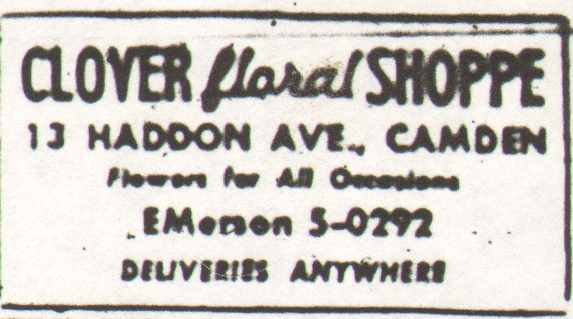 CLOVER floral SHOPPE
13 HADDON AVE., CAMDEN
Flowers for All Occasions
EMerson 5-0292
DELIVERIES ANYWHERE